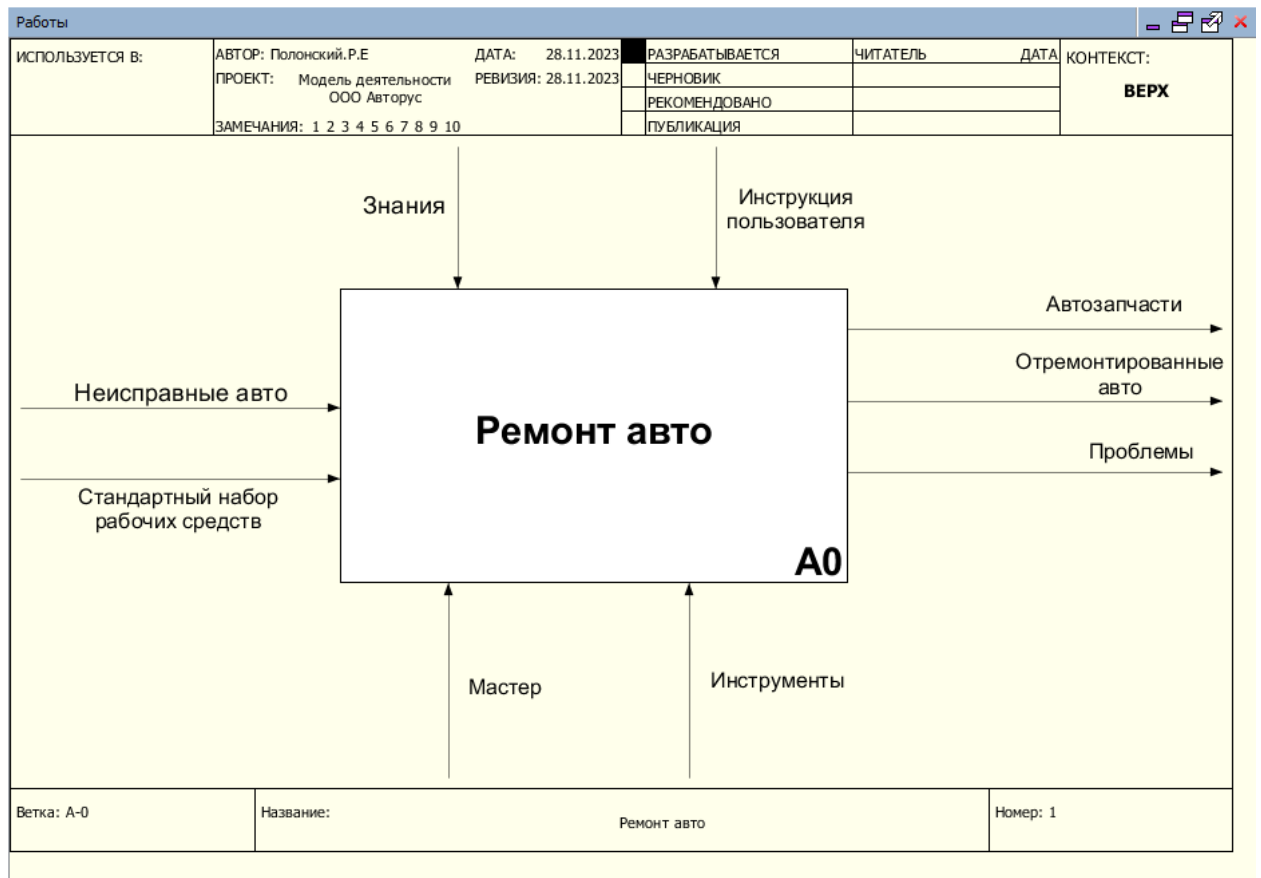 Работы
ИСПОЛЬЗУЕТСЯ В:
АВТОР: Полонский.Р.Е
ДАТА: 28.11.2023
ПРОЕКТ: Модель деятельности
ООО Авторус
РЕВИЗИЯ: 28.11.2023
ЗАМЕЧАНИЯ: 1 2 3 4 5 6 7 8 9 10
РАЗРАБАТЫВАЕТСЯ
ЧЕРНОВИК
РЕКОМЕНДОВАНО
ПУБЛИКАЦИЯ
ЧИТАТЕЛЬ
ДАТА
КОНТЕКСТ:
ВЕРХ
Знания
Инструкция
пользователя
Автозапчасти
Отремонтированные
авто
Проблемы
Неисправные авто
Стандартный набор
рабочих средств
Ремонт авто
A0
Мастер
Инструменты
Ветка: A-0
Название:
Ремонт авто
Номер: 1